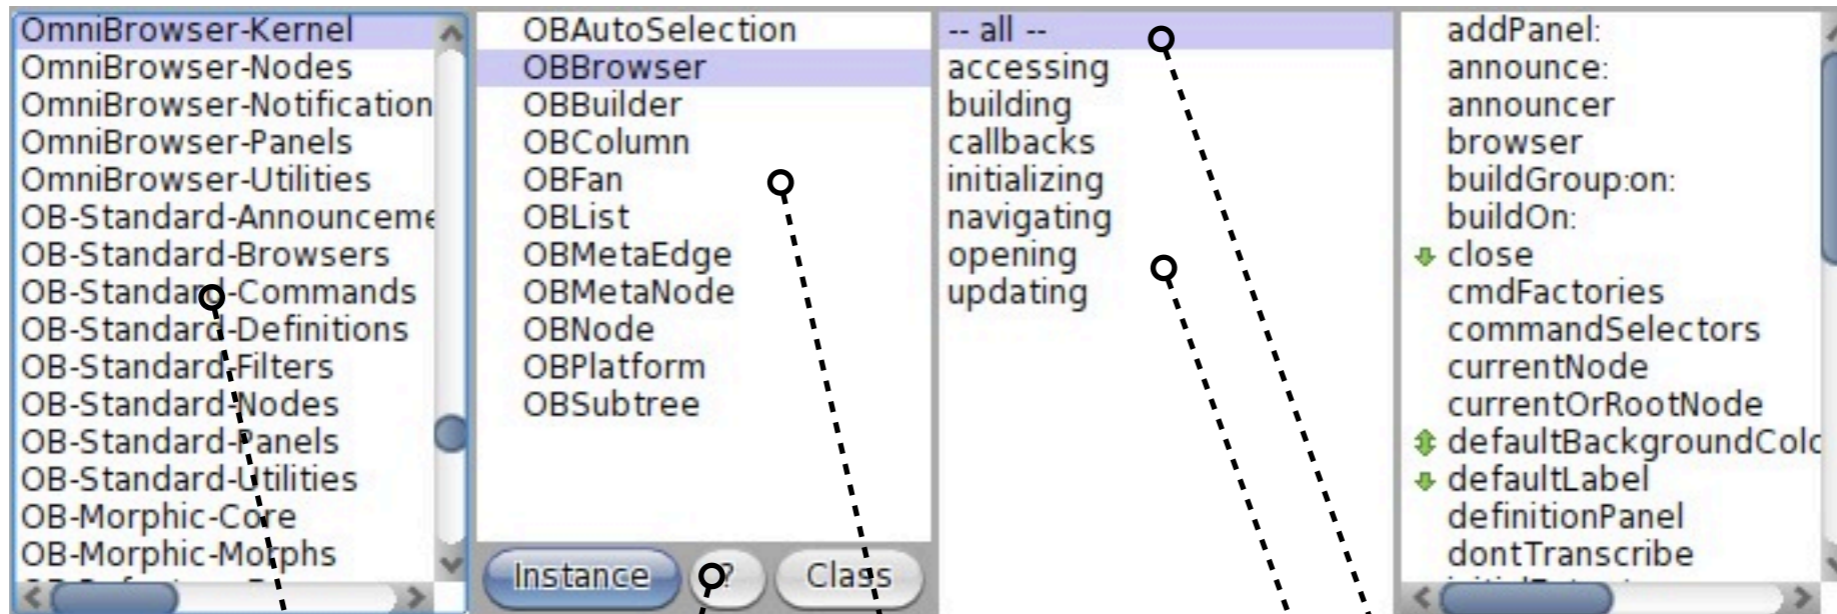 OmniBrowser-Kernel
OmniBrowser-Nodes
OmniBrowser-Notification
OmniBrowser-Panels
OmniBrowser-Utilities
OB-Standard-Announceme
OB-Standard-Browsers
OB-Standard-Commands
OB-Standard-Definitions
OB-Standard-Filters
OB-Standard-Nodes
OB-Standard-Panels
OB-Standard-Utilities
OB-Morphic-Core
OB-Morphic-Morphs
OBAutoSelection
OBBrowser
OBBuilder
OBColumn
OBFan
OBList
OBMetaEdge
OBMetaNode
OBNode
OBPlatform
OBSubtree
Instance ? Class
-- all --
accessing
building
callbacks
initializing
navigating
opening
updating
addPanel:
announce:
announcer
browser
buildGroup:on:
buildOn:
close
cmdFactories
commandSelectors
currentNode
currentOrRootNode
defaultBackgroundColo
defaultLabel
definitionPanel
dontTranscribe